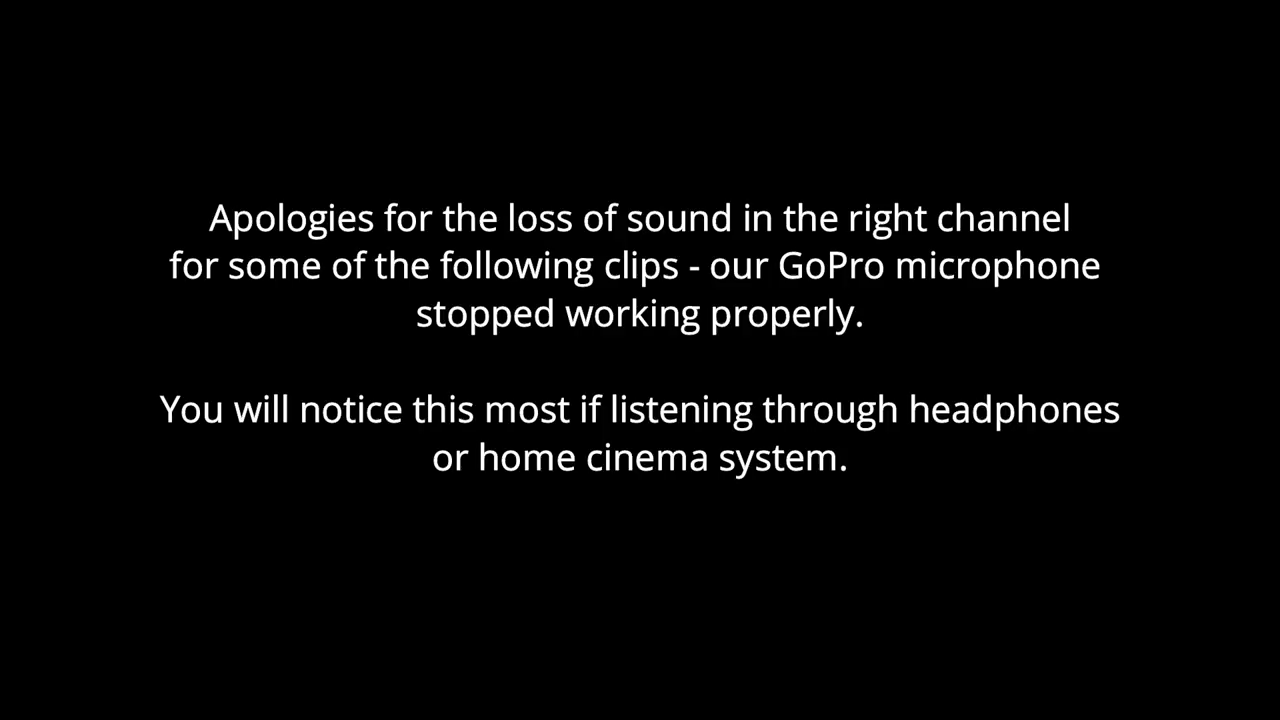 Apologies for the loss of sound in the right channel
for some of the following clips - our GoPro microphone
stopped working properly.
You will notice this most if listening through headphones
or home cinema system.